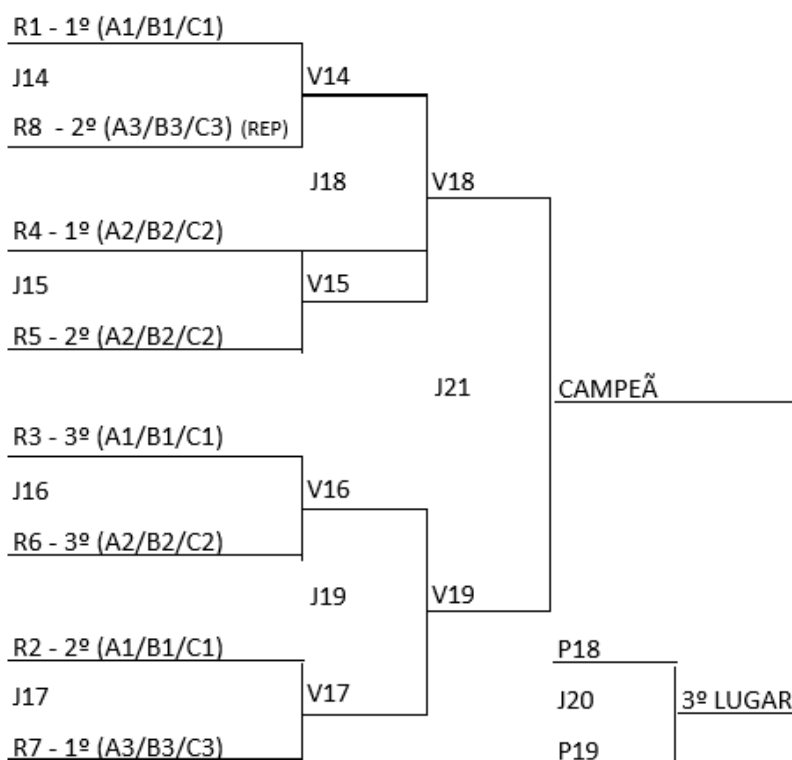 R1 - 1º (A1/B1/C1)
J14
V14
R8 - 2º (A3/B3/C3) (REP)
J18
V18
R4 - 1º (A2/B2/C2)
J15
V15
R5 - 2º (A2/B2/C2)
J21
CAMPEÃ
R3 - 3º (A1/B1/C1)
J16
V16
R6 - 3º (A2/B2/C2)
J19
V19
R2 - 2º (A1/B1/C1)
P18
J17
V17
J20
3º LUGAR
R7 - 1º (A3/B3/C3)
P19